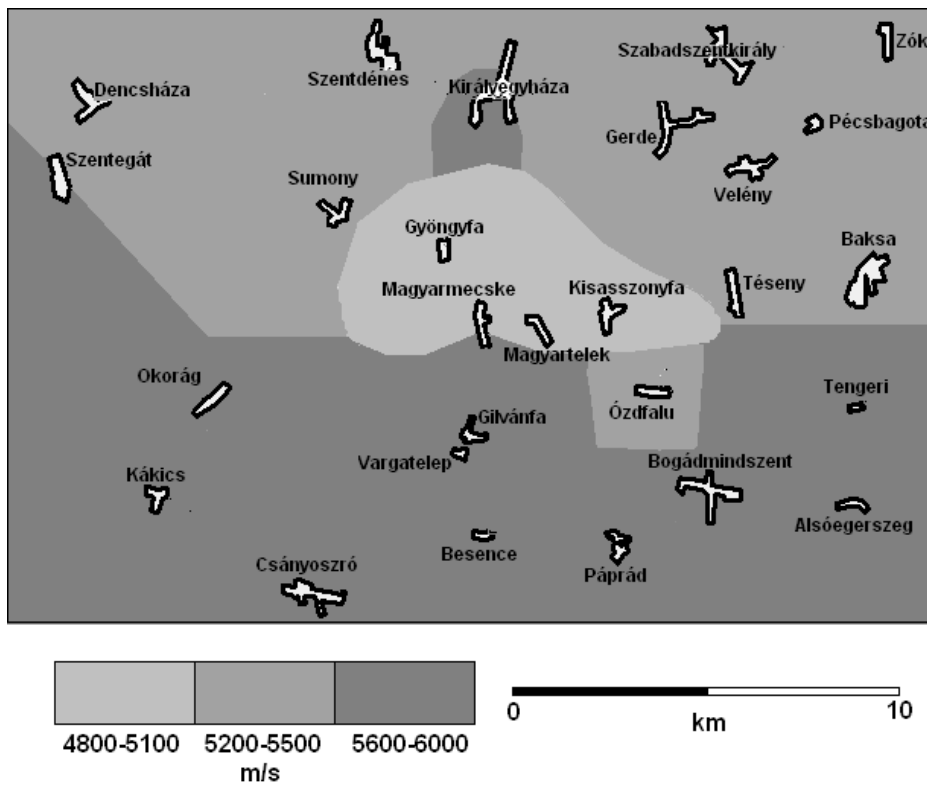 Zók
Szabadszentkirály
Szentdénes
Királyegyháza
Dencsháza
Pécsbagota
Gerde
Szentegát
Sumony
Velény
Gyöngyfa
Baksa
Magyarmecske
Kisasszonyfa
Téseny
Magyartelek
Okorág
Tengeri
Ózdfalu
Gilvánfa
Vargatelep
Bogádmindszent
Kákics
Alsóegerszeg
Besence
Csányoszró
Páprád
0
10
km
4800-5100
5200-5500
5600-6000
m/s